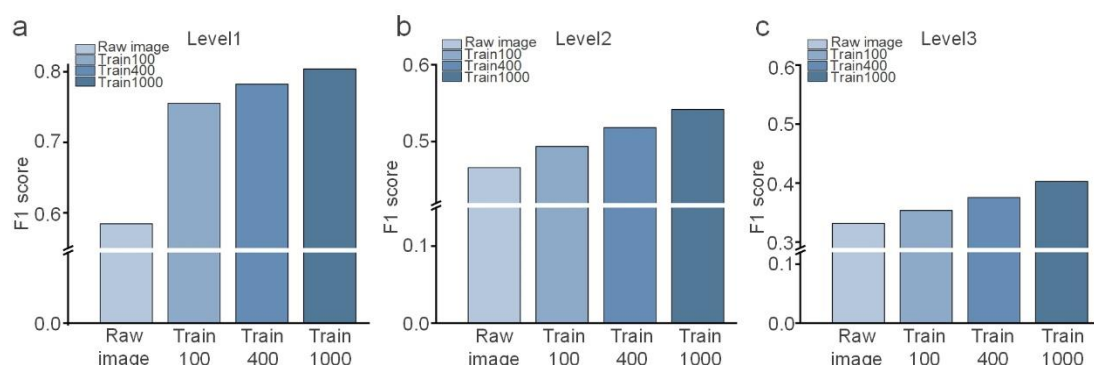 a
Level1
Raw image
Train100
Train400
Train1000
F1 score
0.8
0.7
0.6
0.0
Raw image
Train 100
Train 400
Train 1000
b
Level2
Raw image
Train100
Train400
Train1000
F1 score
0.6
0.5
0.1
0.0
Raw image
Train 100
Train 400
Train 1000
c
Level3
Raw image
Train100
Train400
Train1000
F1 score
0.6
0.5
0.4
0.3
0.1
0.0
Raw image
Train 100
Train 400
Train 1000